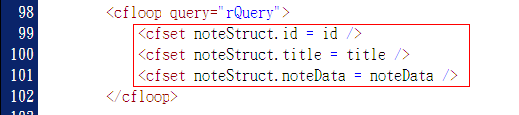 98 <cfloop query="rQuery">
99 <cfset noteStruct.id = id />
100 <cfset noteStruct.title = title />
101 <cfset noteStruct.noteData = noteData />
102 </cfloop>